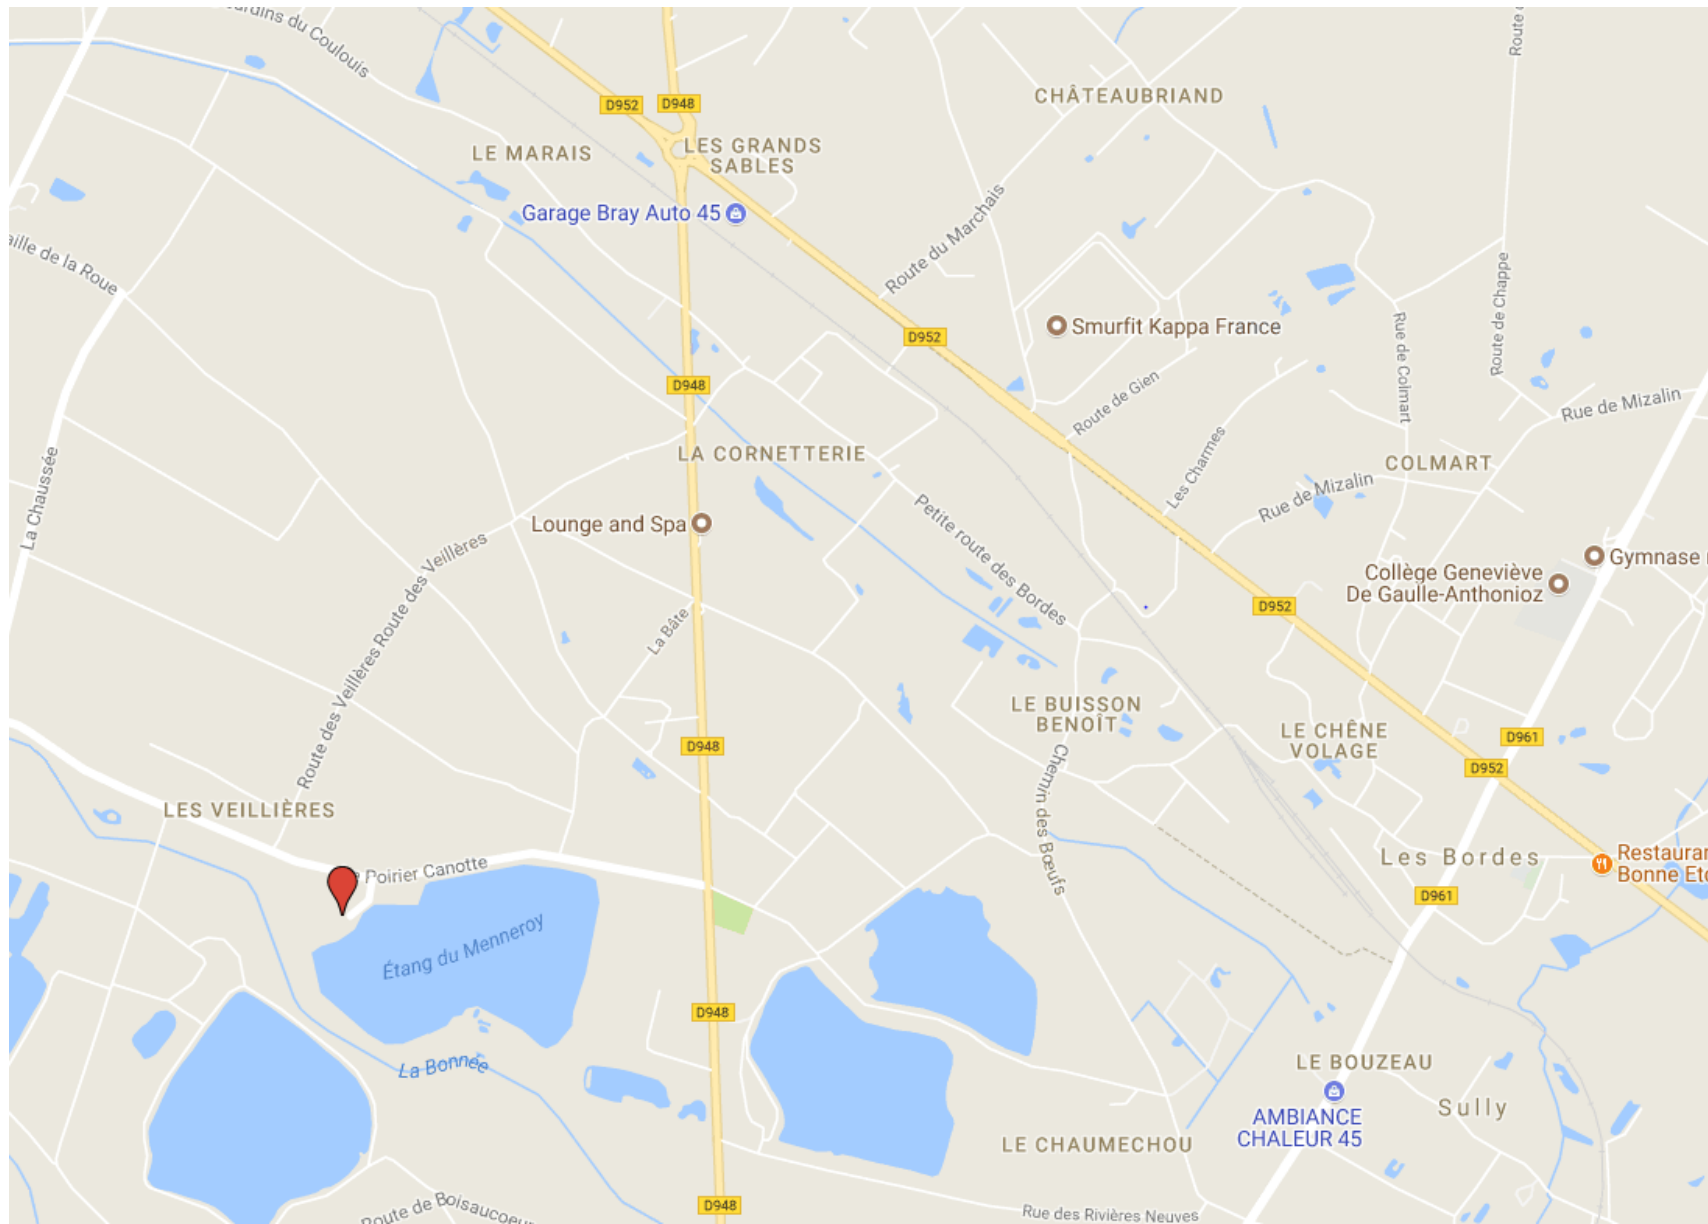 Jardins du Coulouis
Route d
CHÂTEAUBRIAND
D952
D948
LES GRANDS
SABLES
LE MARAIS
Garage Bray Auto 45
Route du Marchais
aille de la Roue
Route de Chappe
Smurfit Kappa France
D952
Rue de Colmart
D948
Route de Gien
Rue de Mizalin
LA CORNETTERIE
Les Charmes
COLMART
La Chaussée
Rue de Mizalin
Lounge and Spa
Petite route des Bordes
Route des Veillères Route des Veillères
Gymnase
Collège Geneviève
De Gaulle-Anthonioz
D952
La Bâte
LE BUISSON
BENOÎT
LE CHÊNE
VOLAGE
D961
D948
D952
Chemin des Bœufs
LES VEILLIÈRES
Les Bordes
Restauran
Bonne Eto
Poirier Canotte
D961
Étang du Menneroy
D948
La Bonnée
LE BOUZEAU
Sully
AMBIANCE
CHALEUR 45
LE CHAUMECHOU
D948
Route de Boisaucoeu
Rue des Rivières Neuves